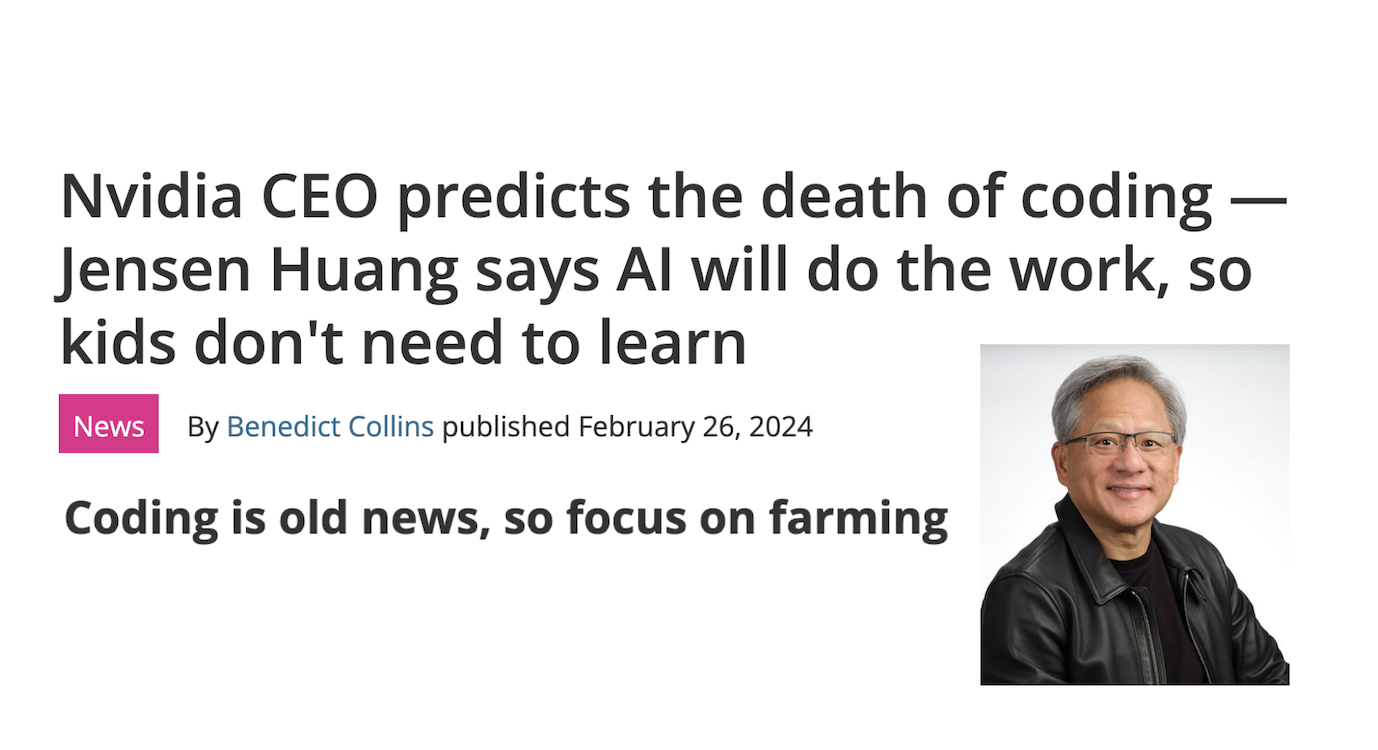 Nvidia CEO predicts the death of coding —
Jensen Huang says AI will do the work, so
kids don't need to learn
News By Benedict Collins published February 26, 2024
Coding is old news, so focus on farming